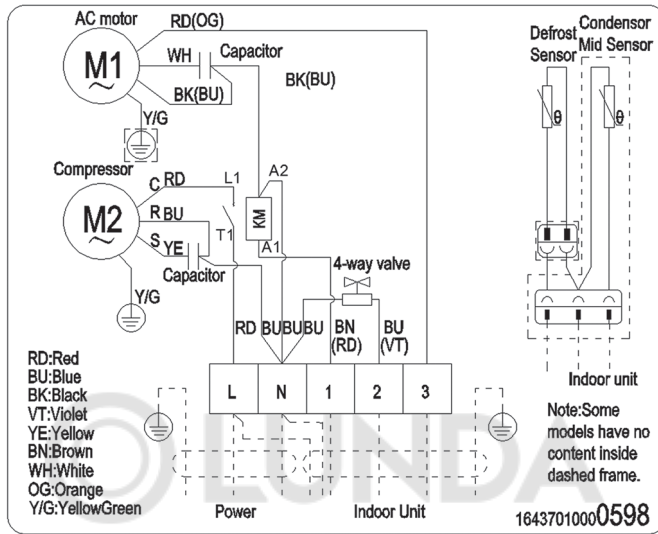 AC motor
RD(OG)
M1
~
WH
Capacitor
BK(BU)
BK(BU)
Y/G
Compressor
C RD
L1
A2
R BU
M2
~
KM
S YE
T1
A1
Capacitor
4-way valve
Y/G
RD BU BU BU
BN
(RD)
BU
(VT)
L N 1 2 3
RD:Red
BU:Blue
BK:Black
VT:Violet
YE:Yellow
BN:Brown
WH:White
OG:Orange
Y/G:YellowGreen
Power
Indoor Unit
Defrost
Sensor
Condensor
Mid Sensor
θ
θ
Indoor unit
Note:Some
models have no
content inside
dashed frame.
16437010000598
LUNDA